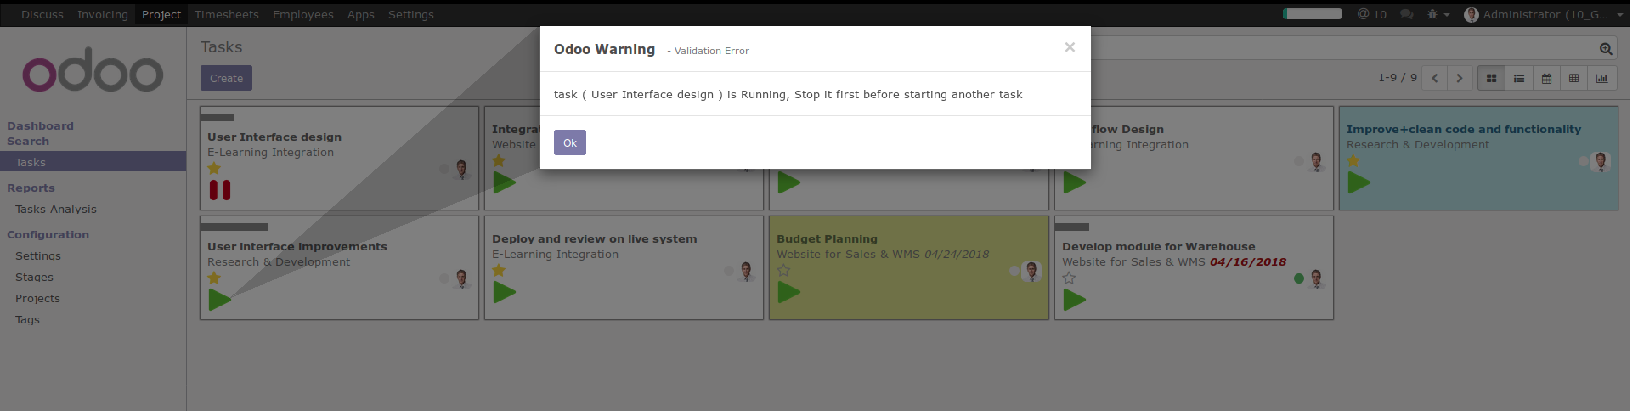 Discuss Invoicing Project Timesheets Employees Apps Settings
@ 10 Administrator (10_G...
odoo
Tasks
Create
1-9 / 9
Odoo Warning - Validation Error ×
task ( User Interface design ) is Running, Stop it first before starting another task
Ok
Dashboard
Search
Tasks
Reports
Tasks Analysis
Configuration
Settings
Stages
Projects
Tags
User Interface design
E-Learning Integration
Integrat
Website
flow Design
rning Integration
Improve+clean code and functionality
Research & Development
User interface improvements
Research & Development
Deploy and review on live system
E-Learning Integration
Budget Planning
Website for Sales & WMS 04/24/2018
Develop module for Warehouse
Website for Sales & WMS 04/16/2018